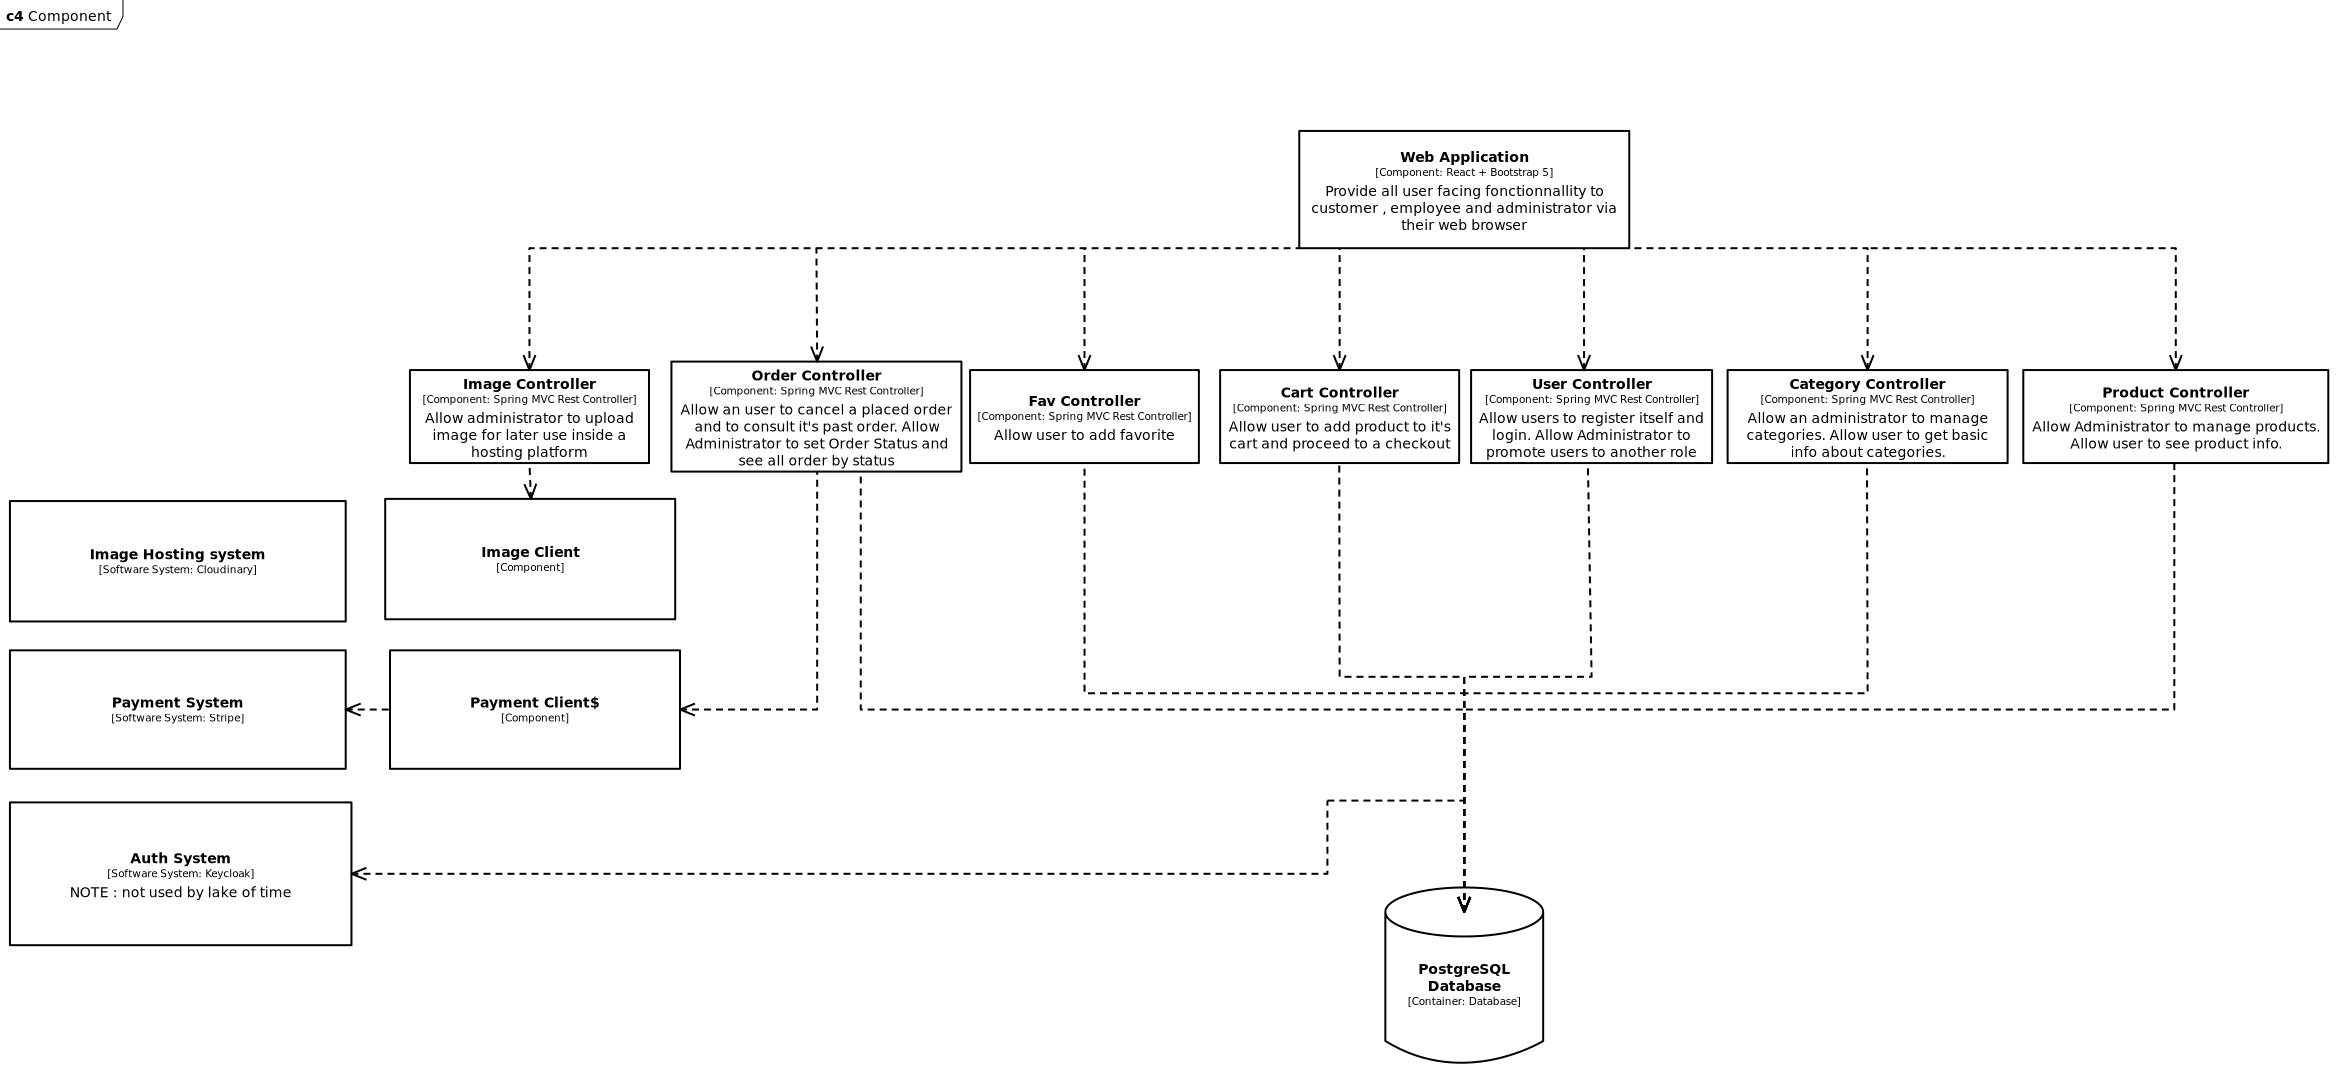 c4 Component
Web Application
[Component: React + Bootstrap 5]
Provide all user facing fonctionnallity to
customer , employee and administrator via
their web browser
Image Controller
[Component: Spring MVC Rest Controller]
Allow administrator to upload
image for later use inside a
hosting platform
Order Controller
[Component: Spring MVC Rest Controller]
Allow an user to cancel a placed order
and to consult it's past order. Allow
Administrator to set Order Status and
see all order by status
Fav Controller
[Component: Spring MVC Rest Controller]
Allow user to add favorite
Cart Controller
[Component: Spring MVC Rest Controller]
Allow user to add product to it's
cart and proceed to a checkout
User Controller
[Component: Spring MVC Rest Controller]
Allow users to register itself and
login. Allow Administrator to
promote users to another role
Category Controller
[Component: Spring MVC Rest Controller]
Allow an administrator to manage
categories. Allow user to get basic
info about categories.
Product Controller
[Component: Spring MVC Rest Controller]
Allow Administrator to manage products.
Allow user to see product info.
Image Hosting system
[Software System: Cloudinary]
Image Client
[Component]
Payment System
[Software System: Stripe]
Payment Client$
[Component]
Auth System
[Software System: Keycloak]
NOTE : not used by lake of time
PostgreSQL
Database
[Container: Database]